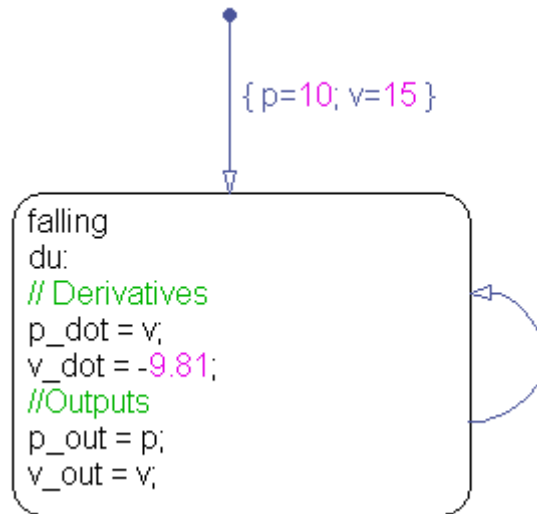 { p=10; v=15 }
falling
du:
// Derivatives
p_dot = v;
v_dot = -9.81;
//Outputs
p_out = p;
v_out = v;